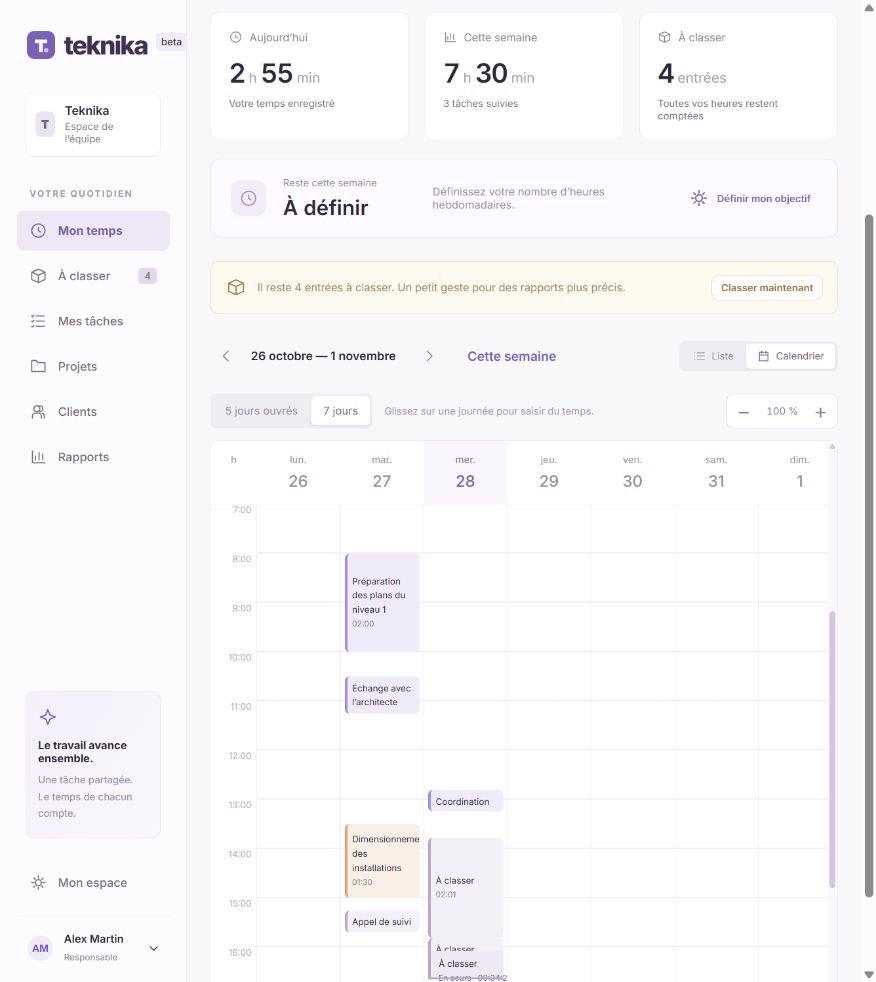 teknika beta
T
Teknika
Espace de
l'équipe
VOTRE QUOTIDIEN
Mon temps
À classer 4
Mes tâches
Projets
Clients
Rapports
Le travail avance
ensemble.
Une tâche partagée.
Le temps de chacun
compte.
Mon espace
AM
Alex Martin
Responsable
Aujourd'hui
2 h 55 min
Votre temps enregistré
Cette semaine
7 h 30 min
3 tâches suivies
À classer
4 entrées
Toutes vos heures restent
comptées
Reste cette semaine
À définir
Définissez votre nombre d'heures
hebdomadaires.
Définir mon objectif
Il reste 4 entrées à classer. Un petit geste pour des rapports plus précis.
Classer maintenant
26 octobre — 1 novembre
Cette semaine
Liste
Calendrier
5 jours ouvrés
7 jours
Glissez sur une journée pour saisir du temps.
− 100 % +
h lun. mar. mer. jeu. ven. sam. dim.
26 27 28 29 30 31 1
7:00
8:00
Préparation
des plans du
niveau 1
02:00
9:00
10:00
Échange avec
l'architecte
11:00
12:00
Coordination
13:00
Dimensionneme
des
installations
01:30
14:00
À classer
02:01
15:00
Appel de suivi
À classer
16:00
À classer
En cours